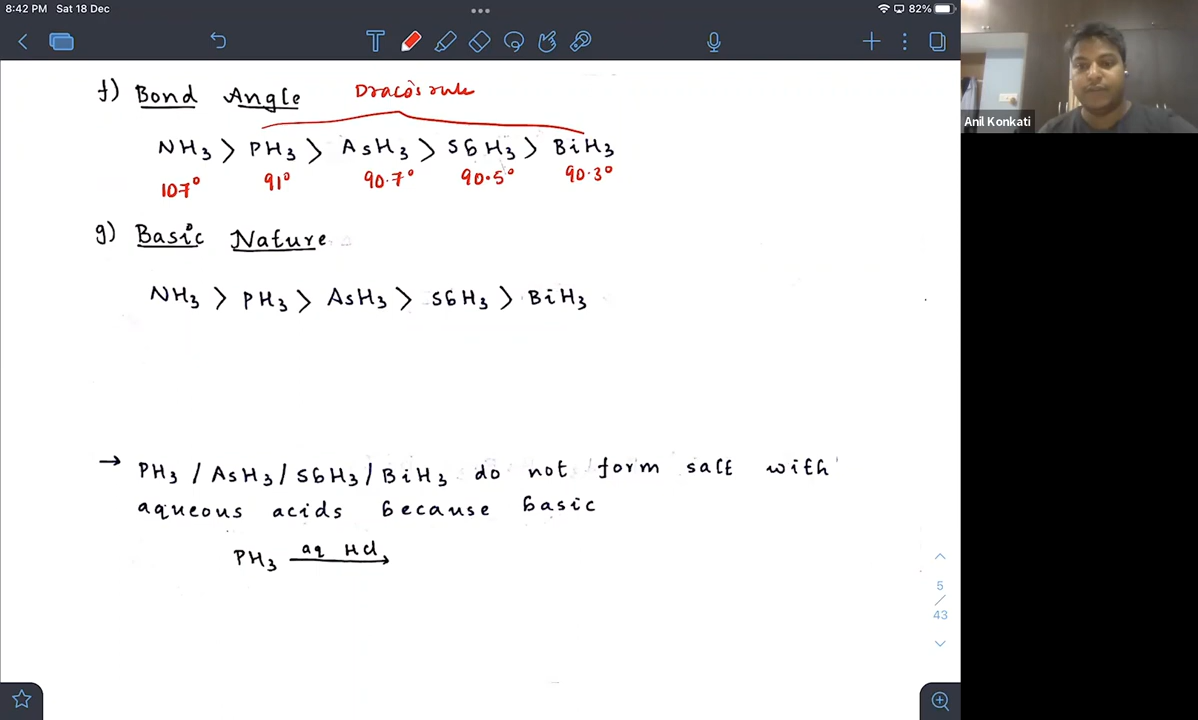 8:42 PM Sat 18 Dec
82%
Anil Konkati
f) Bond Angle
Draco's rule
NH3 > PH3 > AsH3 > SbH3 > BiH3
107° 91° 90.7° 90.5° 90.3°
g) Basic Nature
NH3 > PH3 > AsH3 > SbH3 > BiH3
→ PH3 / AsH3 / SbH3 / BiH3 do not form salt with
aqueous acids because basic
PH3 aq HCl →
5
/
43